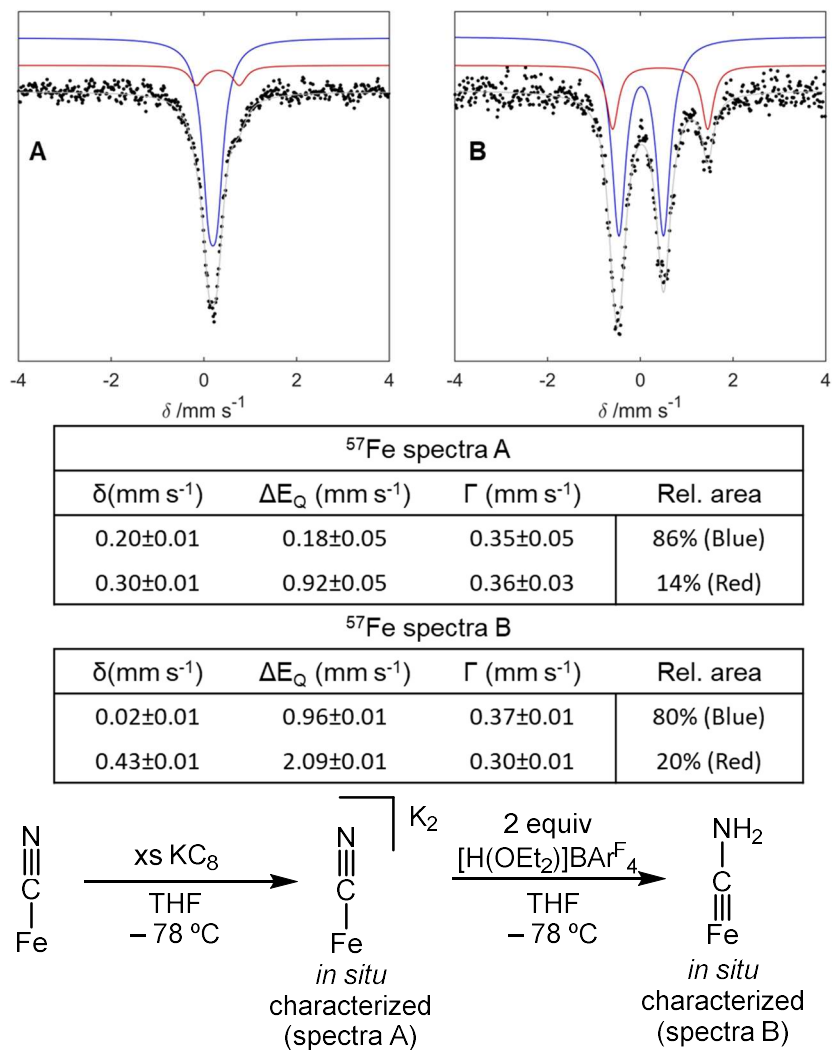 A
B
-4 -2 0 2 4
δ /mm s⁻¹
-4 -2 0 2 4
δ /mm s⁻¹
⁵⁷Fe spectra A
δ(mm s⁻¹) ΔE_Q (mm s⁻¹) Γ (mm s⁻¹) Rel. area
0.20±0.01 0.18±0.05 0.35±0.05 86% (Blue)
0.30±0.01 0.92±0.05 0.36±0.03 14% (Red)
⁵⁷Fe spectra B
δ(mm s⁻¹) ΔE_Q (mm s⁻¹) Γ (mm s⁻¹) Rel. area
0.02±0.01 0.96±0.01 0.37±0.01 80% (Blue)
0.43±0.01 2.09±0.01 0.30±0.01 20% (Red)
N
C
Fe
xs KC₈
THF
– 78 ºC
K₂
N
C
Fe
in situ
characterized
(spectra A)
2 equiv
[H(OEt₂)]BArF₄
THF
– 78 ºC
NH₂
C
Fe
in situ
characterized
(spectra B)